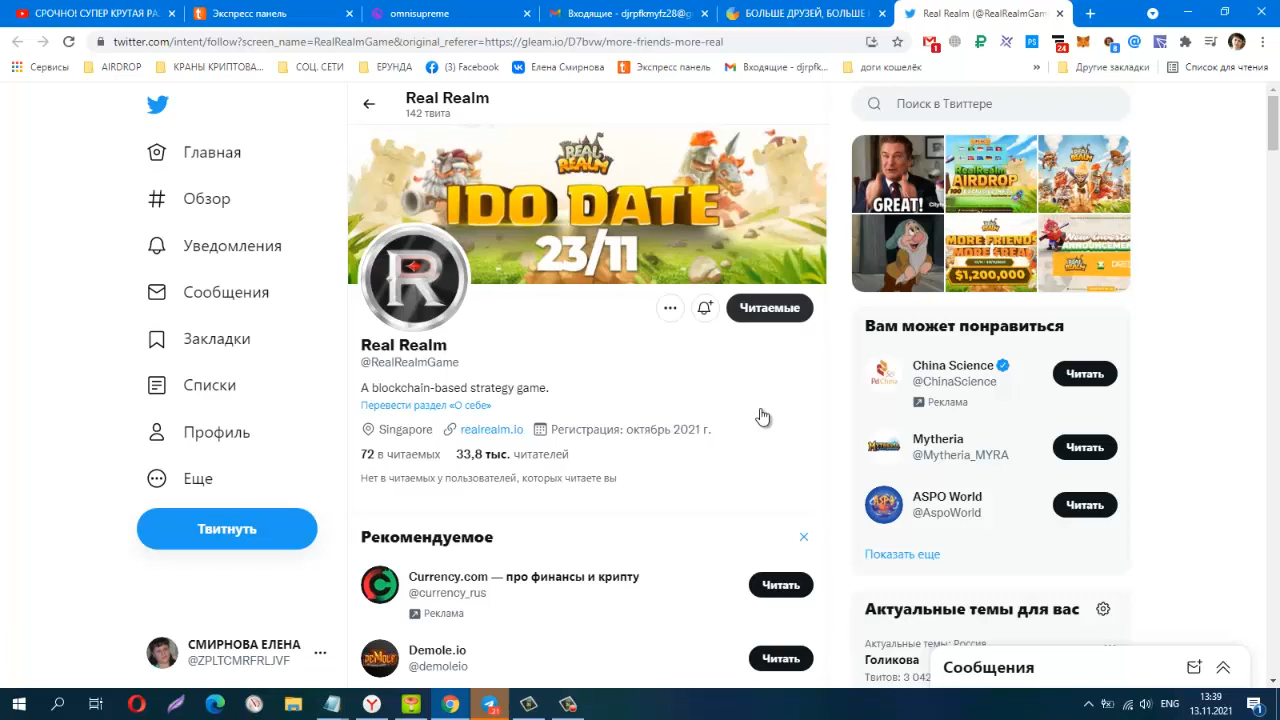 СРОЧНО! СУПЕР КРУТАЯ РА
Экспресс панель
omnisupreme
Входящие - djrpfkmyfz28@g
БОЛЬШЕ ДРУЗЕЙ, БОЛЬШЕ
Real Realm (@RealRealmGam
twitter.com/intent/follow?screen_name=RealRealmGame&original_referer=https://gleam.io/D7bvw/more-friends-more-real
Сервисы
AIRDROP
КРАНЫ КРИПТОВА...
СОЦ. СЕТИ
ЕРУНДА
(3) Facebook
Елена Смирнова
Экспресс панель
Входящие - djrpfk...
доги кошелёк
»
Другие закладки
Список для чтения
Real Realm
142 твита
Поиск в Твиттере
Главная
Обзор
Уведомления
Сообщения
Закладки
Списки
Профиль
Еще
Твитнуть
СМИРНОВА ЕЛЕНА
@ZPLTCMRFRLJVF
REAL REALM
IDO DATE
23/11
R
Читаемые
Real Realm
@RealRealmGame
A blockchain-based strategy game.
Перевести раздел «О себе»
Singapore
realrealm.io
Регистрация: октябрь 2021 г.
72 в читаемых
33,8 тыс. читателей
Нет в читаемых у пользователей, которых читаете вы
Рекомендуемое
Currency.com — про финансы и крипту
@currency_rus
Реклама
Читать
Demole.io
@demoleio
Читать
GREAT!
RealRealm
AIRDROP
MORE FRIENDS
MORE $REAL
$1,200,000
ANNOUNCEMENT
Вам может понравиться
China Science
@ChinaScience
Реклама
Читать
Mytheria
@Mytheria_MYRA
Читать
ASPO World
@AspoWorld
Читать
Показать еще
Актуальные темы для вас
Актуальные темы: Россия
Голикова
Твитов: 3 042
Сообщения
ENG
13:39
13.11.2021